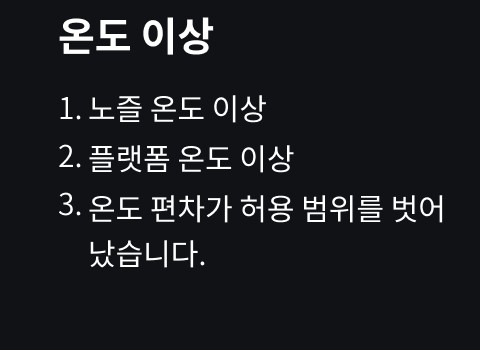 온도 이상
1. 노즐 온도 이상
2. 플랫폼 온도 이상
3. 온도 편차가 허용 범위를 벗어
났습니다.